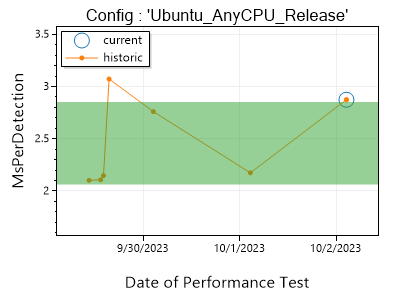 Config : 'Ubuntu_AnyCPU_Release'
current
historic
3.5
3
2.5
2
MsPerDetection
9/30/2023
10/1/2023
10/2/2023
Date of Performance Test